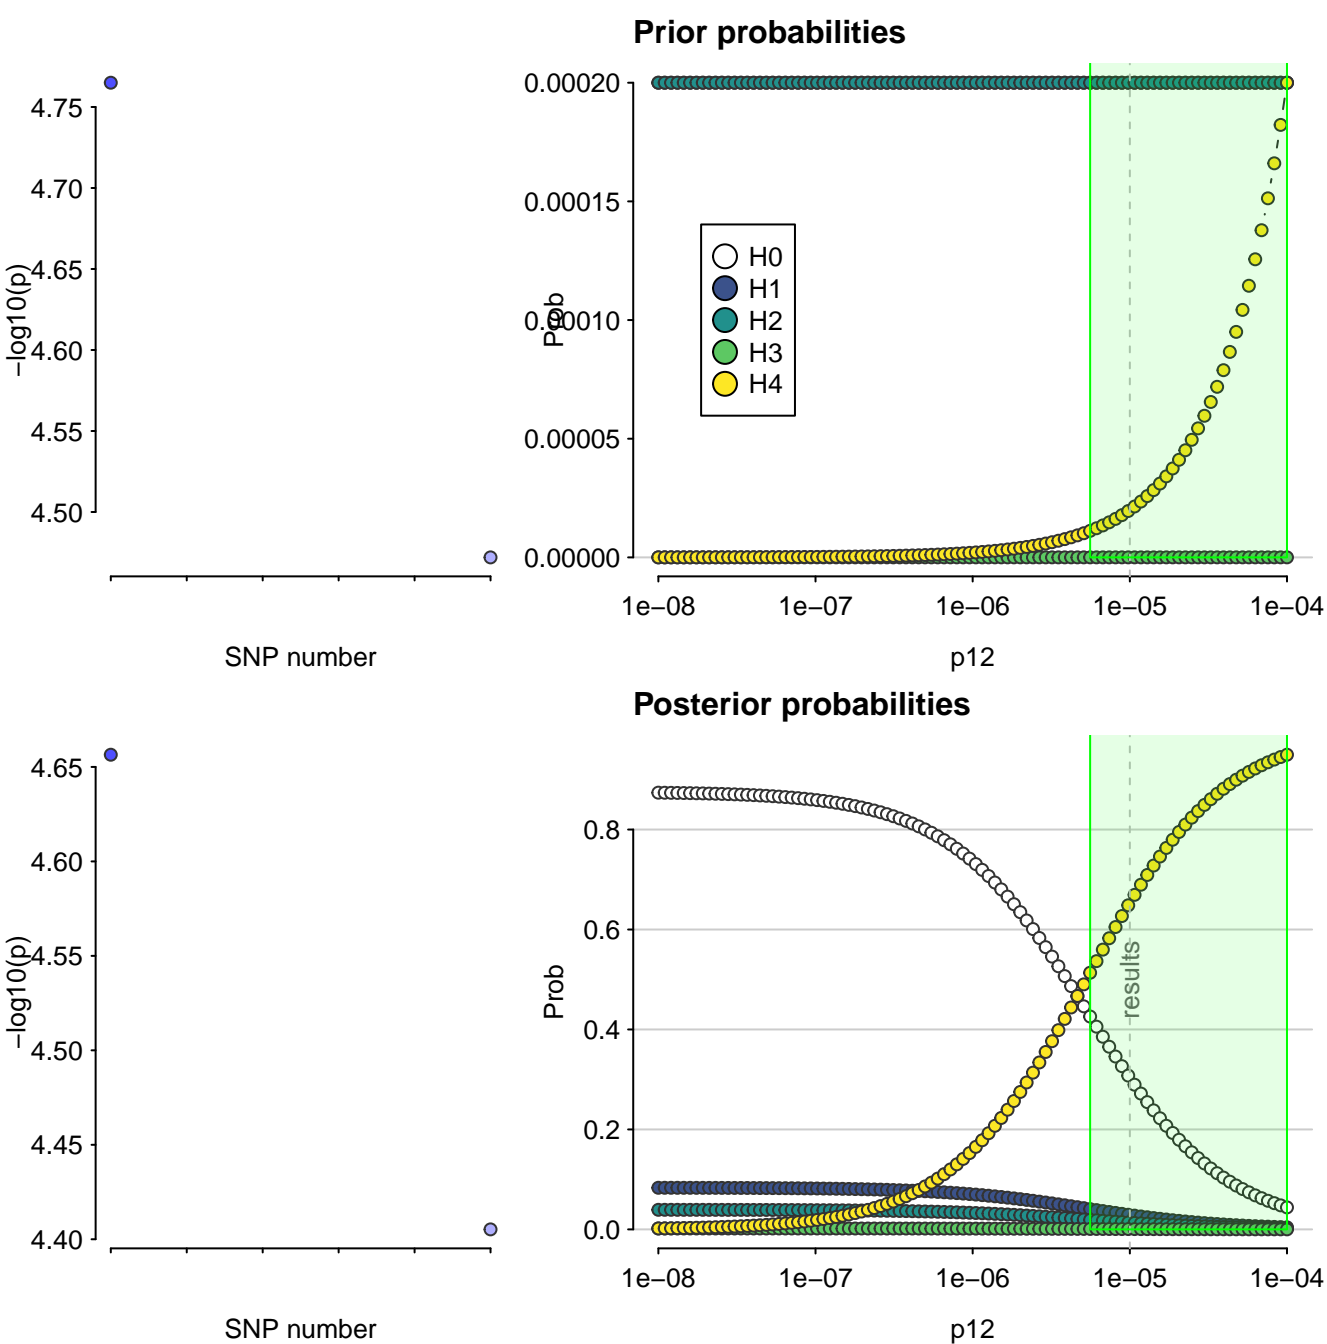 −log10(p)
4.75
4.70
4.65
4.60
4.55
4.50
SNP number
Prior probabilities
Prob
0.00020
0.00015
0.00010
0.00005
0.00000
H0
H1
H2
H3
H4
1e−08
1e−07
1e−06
1e−05
1e−04
p12
−log10(p)
4.65
4.60
4.55
4.50
4.45
4.40
SNP number
Posterior probabilities
Prob
0.8
0.6
0.4
0.2
0.0
results
1e−08
1e−07
1e−06
1e−05
1e−04
p12